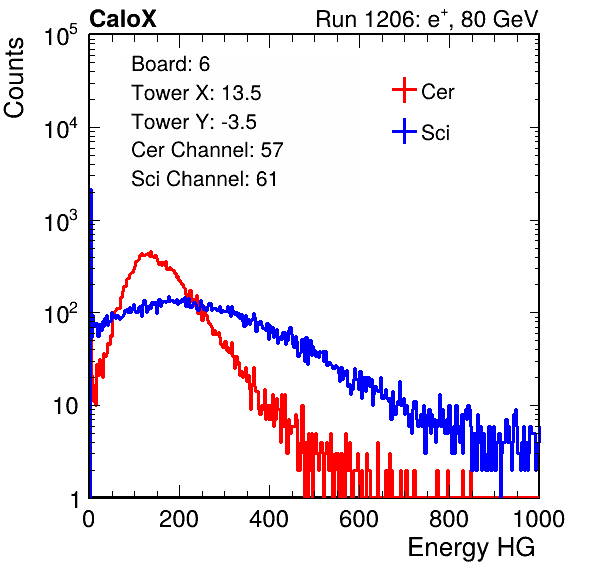 CaloX Run 1206: e⁺, 80 GeV
Counts
10⁵
10⁴
10³
10²
10
1
Board: 6
Tower X: 13.5
Tower Y: -3.5
Cer Channel: 57
Sci Channel: 61
Cer
Sci
0 200 400 600 800 1000
Energy HG